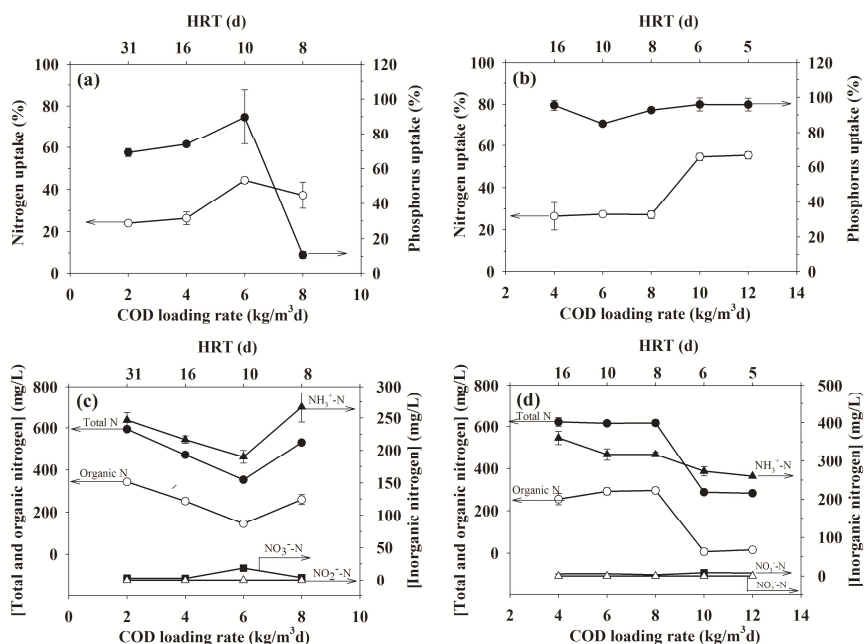 HRT (d)
31 16 10 8
(a)
Nitrogen uptake (%)
100
80
60
40
20
0
120
100
80
60
40
20
0
Phosphorus uptake (%)
0 2 4 6 8 10
COD loading rate (kg/m³d)
HRT (d)
16 10 8 6 5
(b)
Nitrogen uptake (%)
100
80
60
40
20
0
120
100
80
60
40
20
0
Phosphorus uptake (%)
2 4 6 8 10 12 14
COD loading rate (kg/m³d)
HRT (d)
31 16 10 8
(c)
[Total and organic nitrogen] (mg/L)
800
600
400
200
0
Total N
Organic N
NH₃⁺-N
NO₃⁻-N
NO₂⁻-N
300
250
200
150
100
50
0
[Inorganic nitrogen] (mg/L)
0 2 4 6 8 10
COD loading rate (kg/m³d)
HRT (d)
16 10 8 6 5
(d)
[Total and organic nitrogen] (mg/L)
800
600
400
200
0
Total N
Organic N
NH₃⁺-N
500
400
300
200
100
0
[Inorganic nitrogen] (mg/L)
2 4 6 8 10 12 14
COD loading rate (kg/m³d)